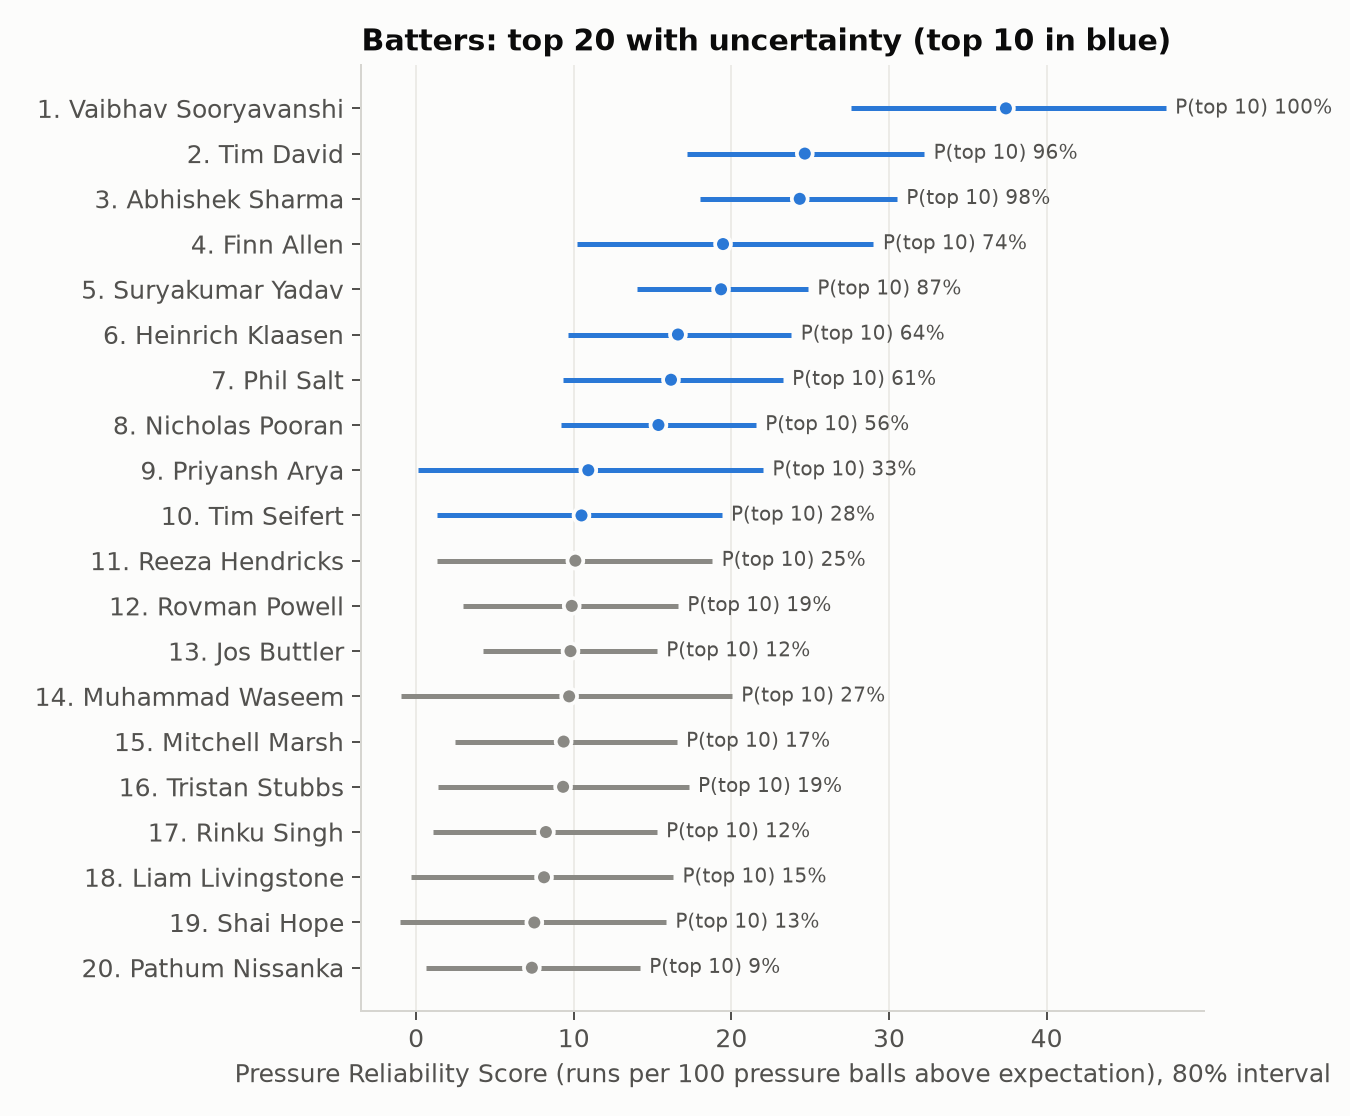 Batters: top 20 with uncertainty (top 10 in blue)
1. Vaibhav Sooryavanshi P(top 10) 100%
2. Tim David P(top 10) 96%
3. Abhishek Sharma P(top 10) 98%
4. Finn Allen P(top 10) 74%
5. Suryakumar Yadav P(top 10) 87%
6. Heinrich Klaasen P(top 10) 64%
7. Phil Salt P(top 10) 61%
8. Nicholas Pooran P(top 10) 56%
9. Priyansh Arya P(top 10) 33%
10. Tim Seifert P(top 10) 28%
11. Reeza Hendricks P(top 10) 25%
12. Rovman Powell P(top 10) 19%
13. Jos Buttler P(top 10) 12%
14. Muhammad Waseem P(top 10) 27%
15. Mitchell Marsh P(top 10) 17%
16. Tristan Stubbs P(top 10) 19%
17. Rinku Singh P(top 10) 12%
18. Liam Livingstone P(top 10) 15%
19. Shai Hope P(top 10) 13%
20. Pathum Nissanka P(top 10) 9%
0 10 20 30 40
Pressure Reliability Score (runs per 100 pressure balls above expectation), 80% interval